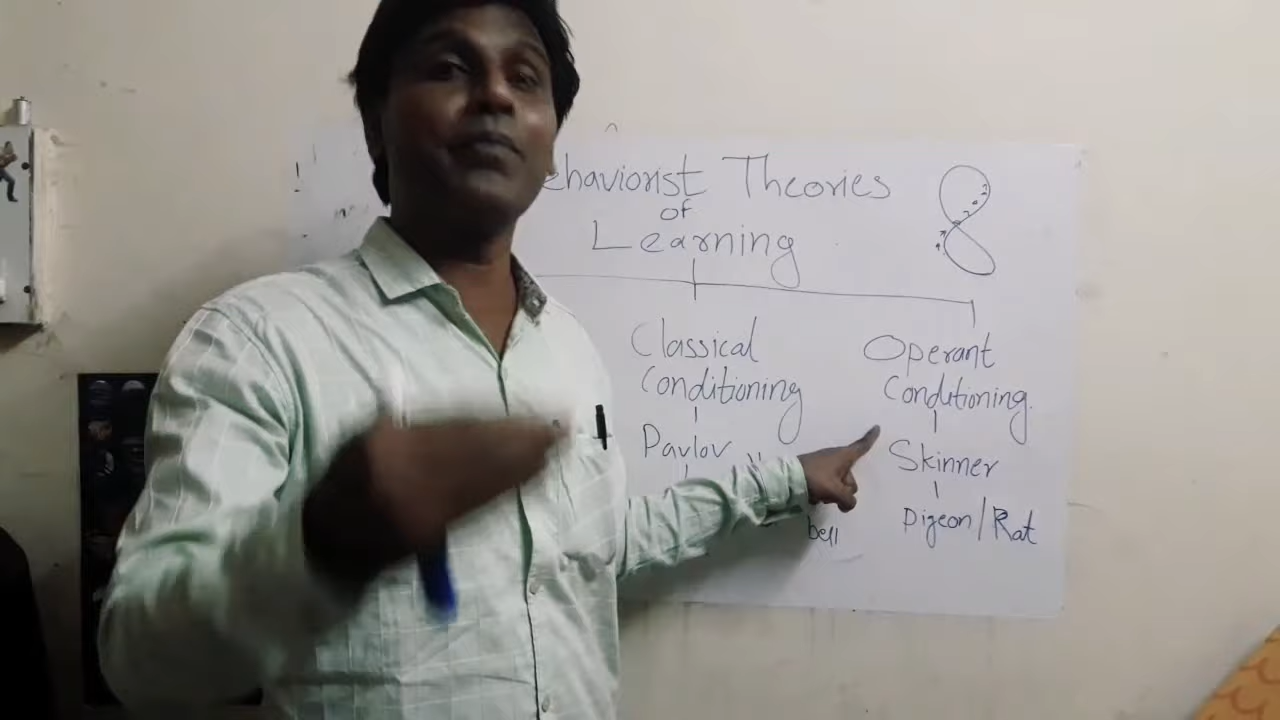 ehaviorist Theories
of
Learning
Classical
Conditioning
Pavlov
bell
Operant
Conditioning.
Skinner
Pigeon/Rat